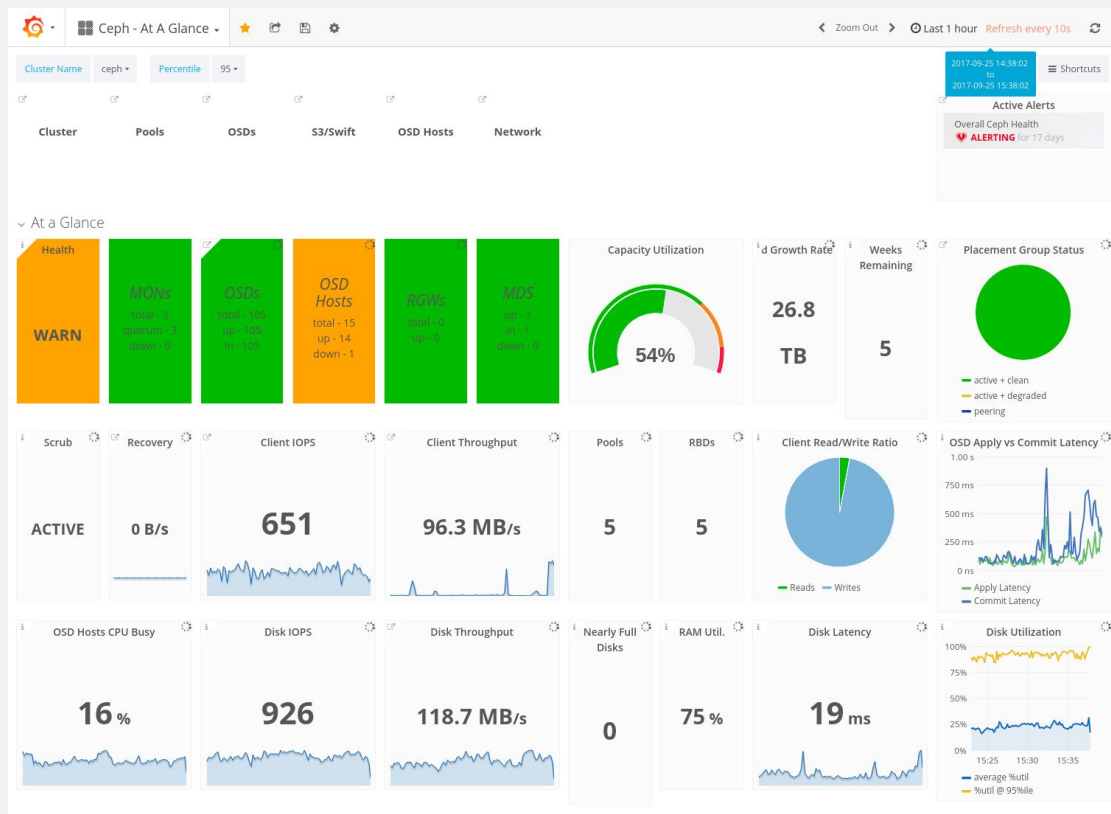 Ceph - At A Glance
Zoom Out
Last 1 hour Refresh every 10s
2017-09-25 14:38:02
to
2017-09-25 15:38:02
Cluster Name ceph Percentile 95
Shortcuts
Cluster Pools OSDs S3/Swift OSD Hosts Network
Active Alerts
Overall Ceph Health
ALERTING for 17 days
At a Glance
Health
WARN
MONs
total - 3
quorum - 3
down - 0
OSDs
total - 105
up - 105
in - 105
OSD
Hosts
total - 15
up - 14
down - 1
RGWs
total - 0
up - 0
MDS
up - 1
in - 1
down - 0
Capacity Utilization
54%
d Growth Rate
26.8
TB
Weeks
Remaining
5
Placement Group Status
active + clean
active + degraded
peering
Scrub
ACTIVE
Recovery
0 B/s
Client IOPS
651
Client Throughput
96.3 MB/s
Pools
5
RBDs
5
Client Read/Write Ratio
Reads Writes
OSD Apply vs Commit Latency
1.00 s
750 ms
500 ms
250 ms
0 ns
Apply Latency
Commit Latency
OSD Hosts CPU Busy
16 %
Disk IOPS
926
Disk Throughput
118.7 MB/s
Nearly Full
Disks
0
RAM Util.
75 %
Disk Latency
19 ms
Disk Utilization
100%
75%
50%
25%
0%
15:25 15:30 15:35
average %util
%util @ 95%ile